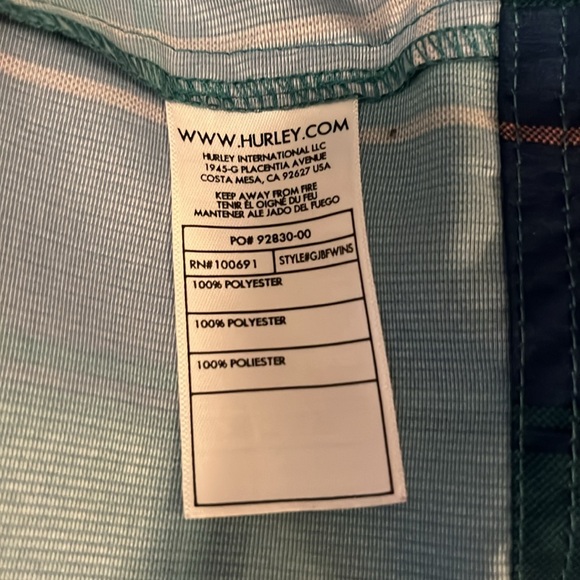 WWW.HURLEY.COM
HURLEY INTERNATIONAL LLC
1945-G PLACENTIA AVENUE
COSTA MESA, CA 92627 USA
KEEP AWAY FROM FIRE
TENIR ÉLOIGNÉ DU FEU
MANTENER ALE JADO DEL FUEGO
PO# 92830-00
RN#100691 STYLE#GJBFWINS
100% POLYESTER
100% POLYESTER
100% POLIESTER